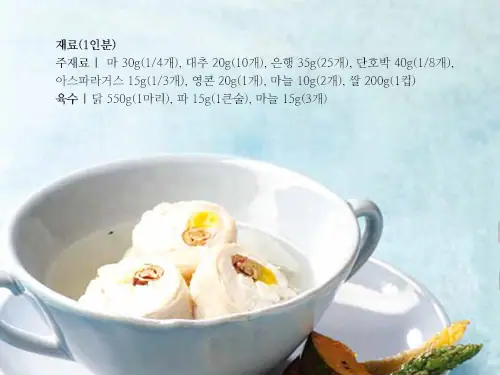 재료(1인분)
주재료ㅣ 마 30g(1/4개), 대추 20g(10개), 은행 35g(25개), 단호박 40g(1/8개),
아스파라거스 15g(1/3개), 영콘 20g(1개), 마늘 10g(2개), 쌀 200g(1컵)
육수ㅣ닭 550g(1마리), 파 15g(1큰술), 마늘 15g(3개)